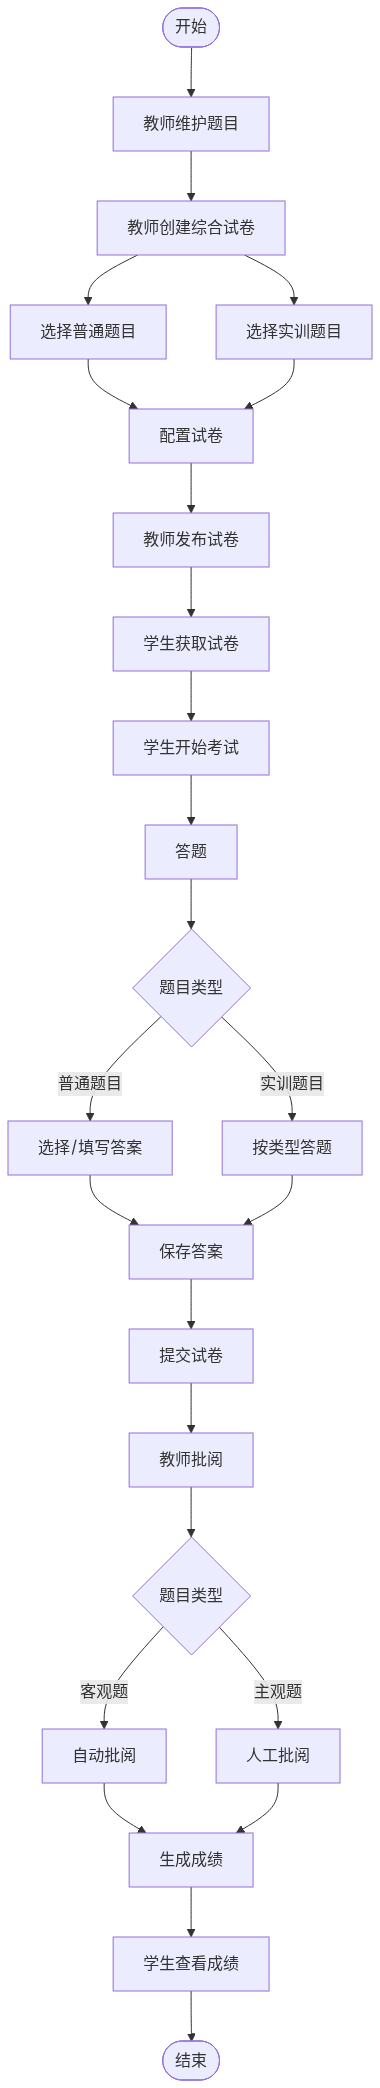 开始
教师维护题目
教师创建综合试卷
选择普通题目
选择实训题目
配置试卷
教师发布试卷
学生获取试卷
学生开始考试
答题
题目类型
普通题目
实训题目
选择/填写答案
按类型答题
保存答案
提交试卷
教师批阅
题目类型
客观题
主观题
自动批阅
人工批阅
生成成绩
学生查看成绩
结束